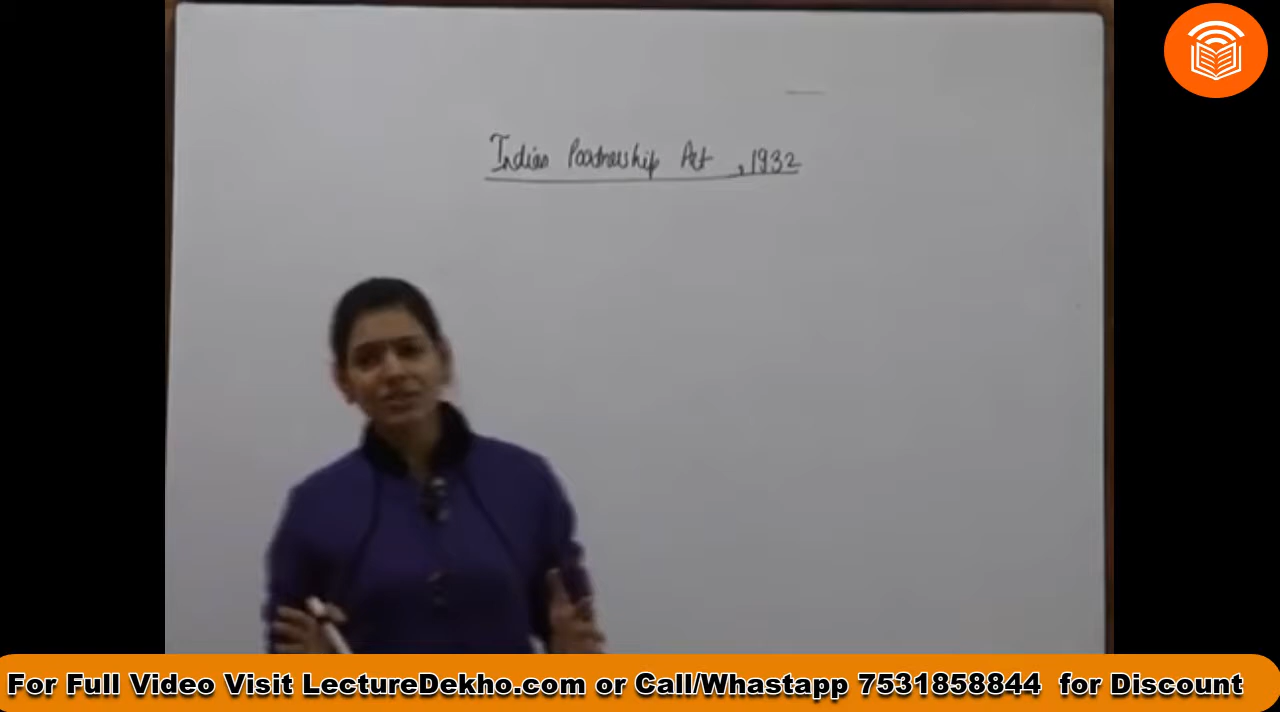 Indian Partnership Act, 1932
For Full Video Visit LectureDekho.com or Call/Whastapp 7531858844 for Discount